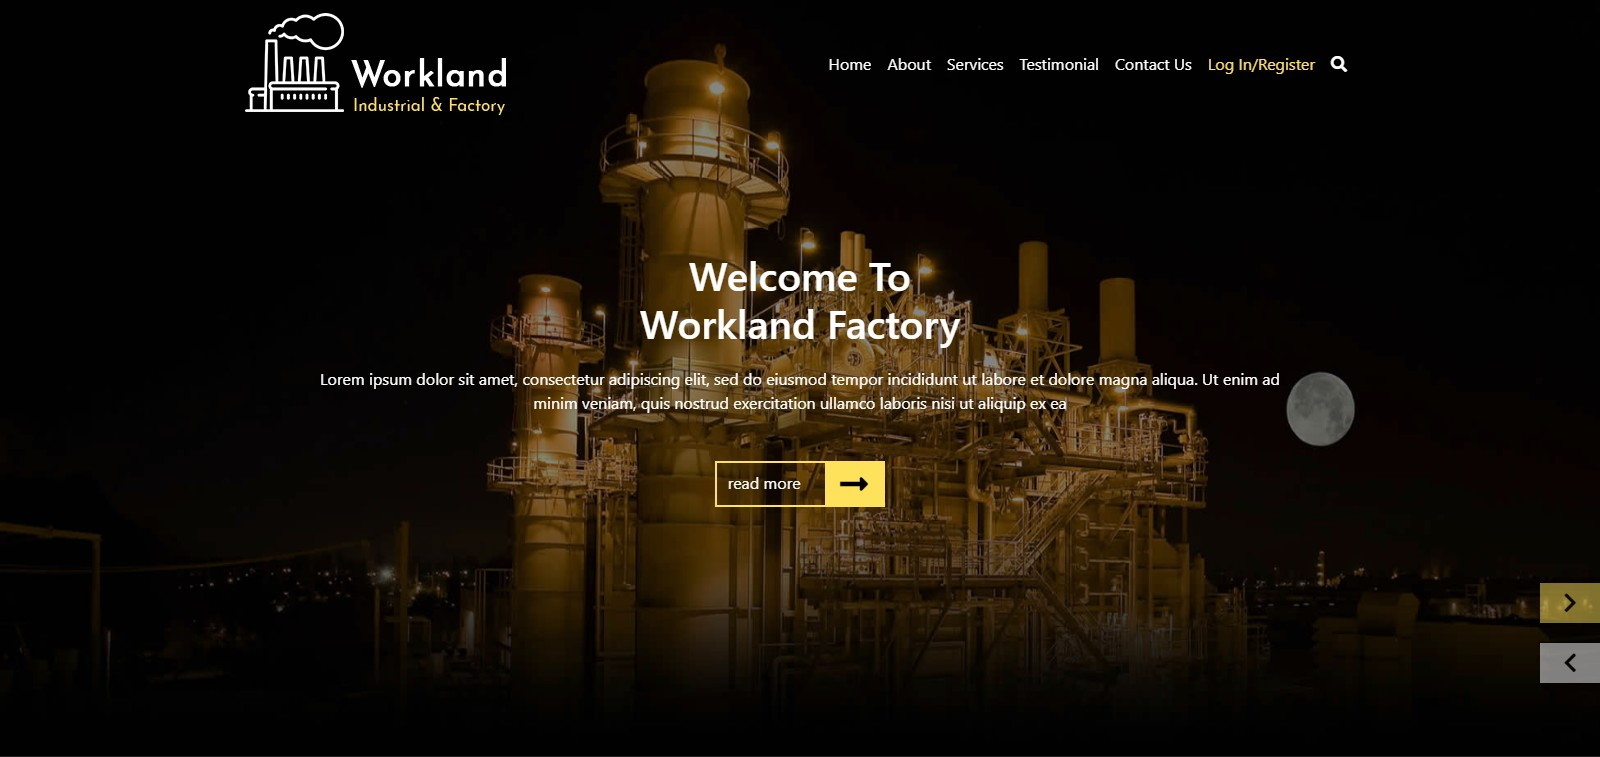 Workland
Industrial & Factory
Home About Services Testimonial Contact Us Log In/Register
Welcome To
Workland Factory
Lorem ipsum dolor sit amet, consectetur adipiscing elit, sed do eiusmod tempor incididunt ut labore et dolore magna aliqua. Ut enim ad
minim veniam, quis nostrud exercitation ullamco laboris nisi ut aliquip ex ea
read more